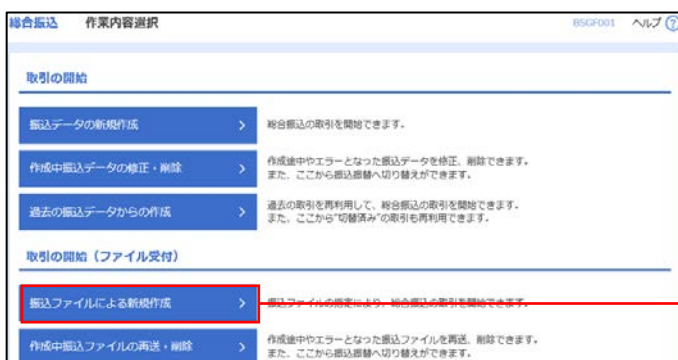 総合振込 作業内容選択 BSGF001 ヘルプ ?
取引の開始
振込データの新規作成 > 総合振込の取引を開始できます。
作成中振込データの修正・削除 > 作成途中やエラーとなった振込データを修正、削除できます。
また、ここから振込振替へ切り替えができます。
過去の振込データからの作成 > 過去の取引を再利用して、総合振込の取引を開始できます。
また、ここから"切替済み"の取引も再利用できます。
取引の開始（ファイル受付）
振込ファイルによる新規作成 > 振込ファイルの指定により、総合振込の取引を開始できます。
作成中振込ファイルの再送・削除 > 作成途中やエラーとなった振込ファイルを再送、削除できます。
また、ここから振込振替へ切り替えができます。